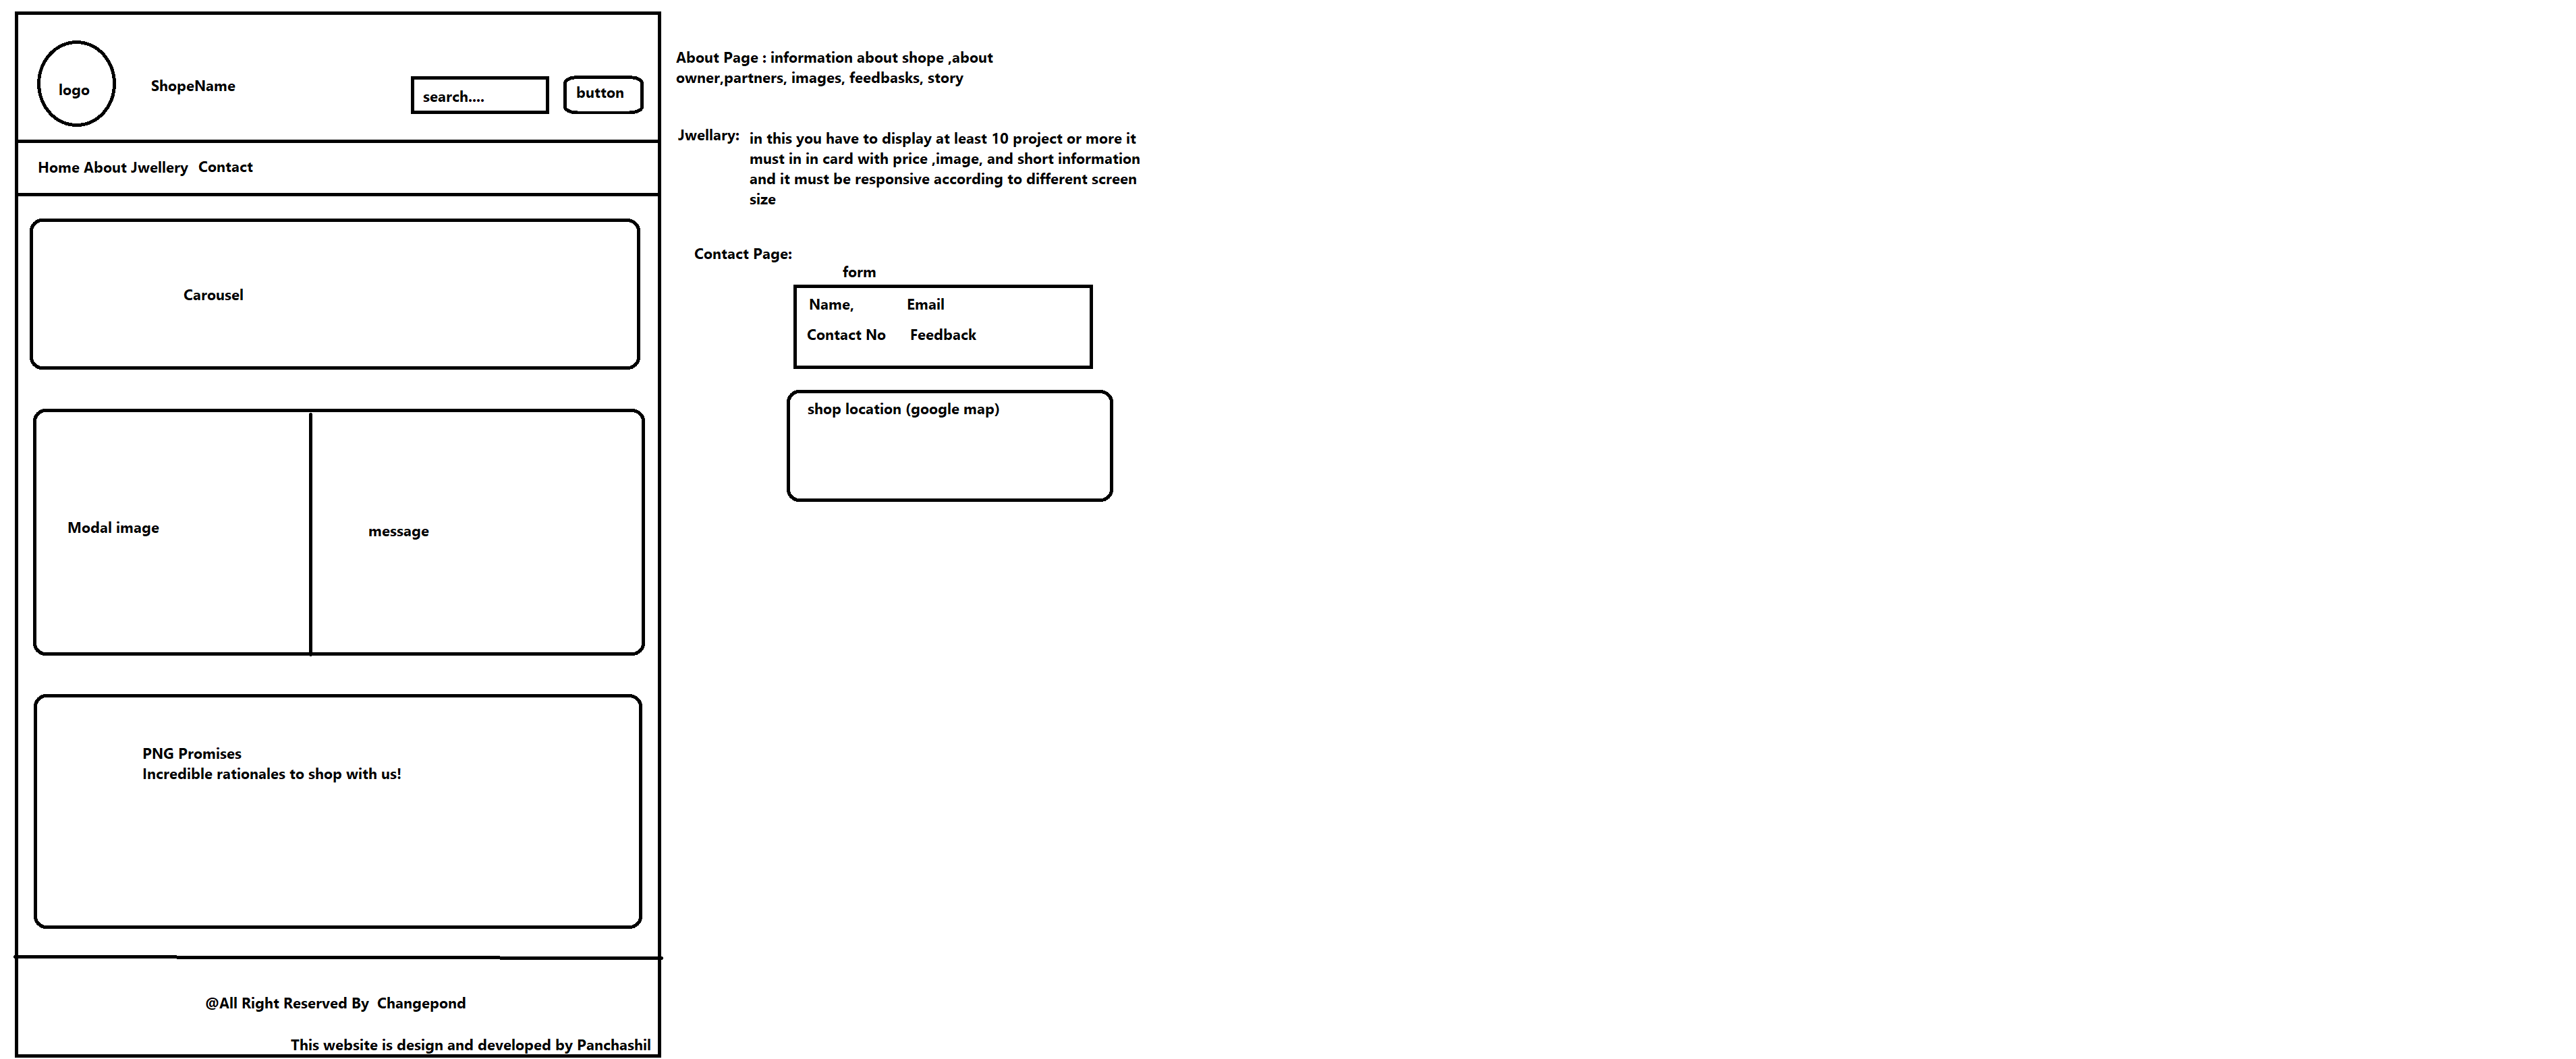 logo
ShopeName
search....
button
Home About Jwellery Contact
Carousel
Modal image
message
PNG Promises
Incredible rationales to shop with us!
@All Right Reserved By Changepond
This website is design and developed by Panchashil
About Page : information about shope ,about
owner,partners, images, feedbasks, story
Jwellary:
in this you have to display at least 10 project or more it
must in in card with price ,image, and short information
and it must be responsive according to different screen
size
Contact Page:
form
Name, Email
Contact No Feedback
shop location (google map)